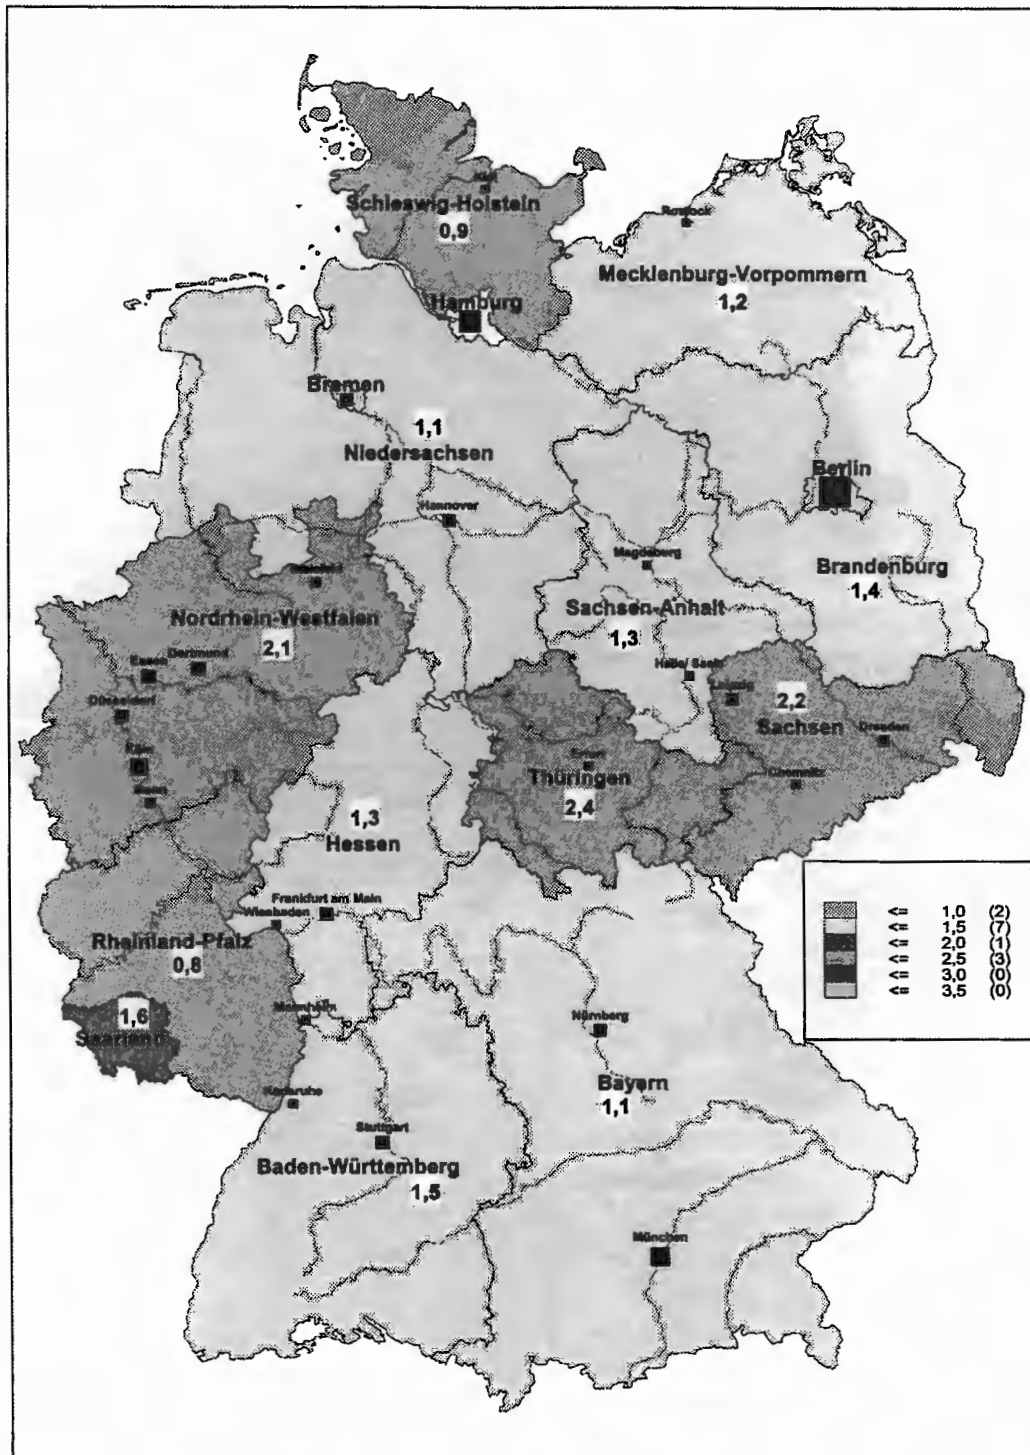 Kiel
Schleswig-Holstein
0,9
Rostock
Mecklenburg-Vorpommern
1,2
Hamburg
Bremen
1,1
Niedersachsen
Berlin
Hannover
Magdeburg
Brandenburg
1,4
Sachsen-Anhalt
1,3
Nordrhein-Westfalen
2,1
Essen
Dortmund
Halle/ Saale
Leipzig
2,2
Sachsen
Dresden
Düsseldorf
Köln
Bonn
Erfurt
Thüringen
2,4
Chemnitz
1,3
Hessen
Frankfurt am Main
Wiesbaden
Rheinland-Pfalz
0,8
<= 1,0 (2)
<= 1,5 (7)
<= 2,0 (1)
<= 2,5 (3)
<= 3,0 (0)
<= 3,5 (0)
1,6
Saarland
Mannheim
Nürnberg
Bayern
1,1
Karlsruhe
Stuttgart
Baden-Württemberg
1,5
München